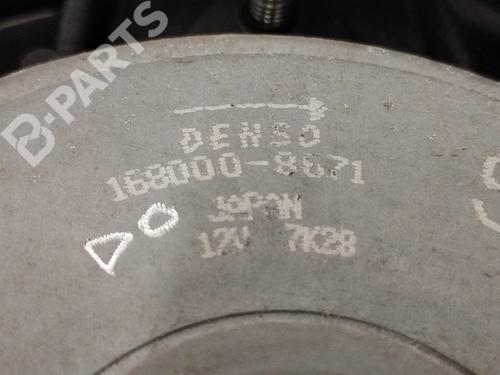 B-PARTS
DENSO
168000-8671
JAPAN
12V 7K28